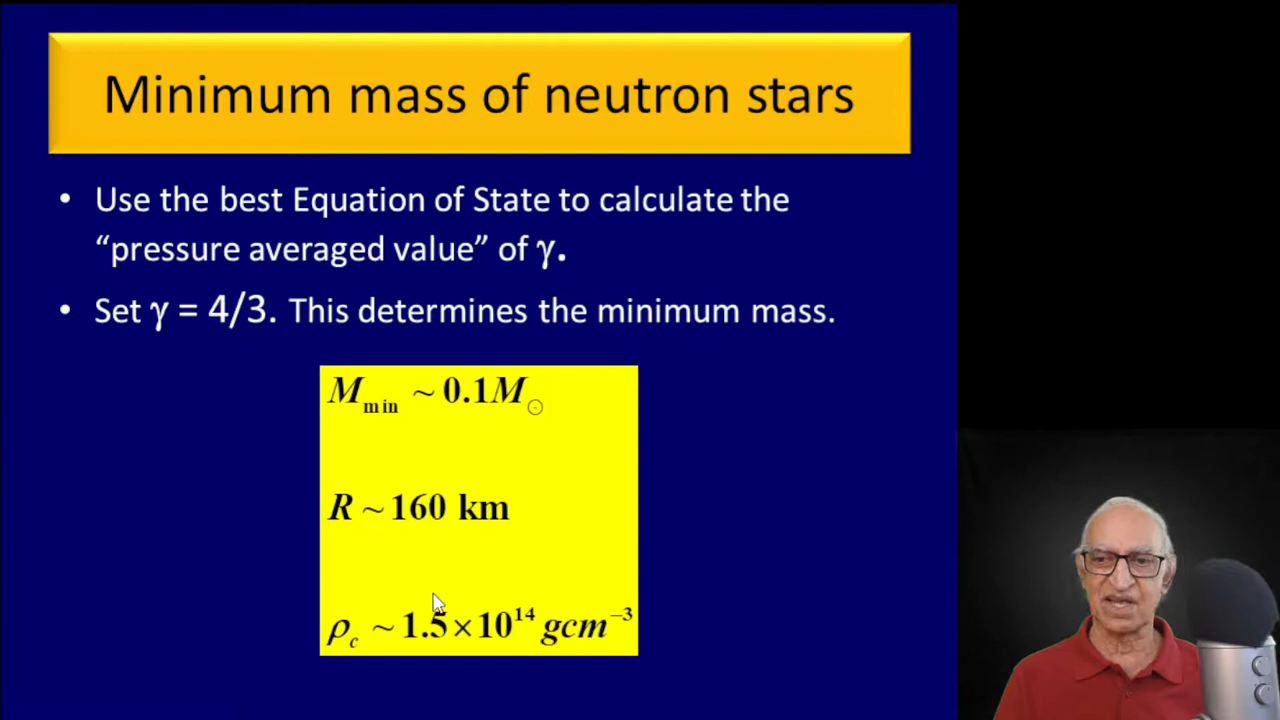 Minimum mass of neutron stars
• Use the best Equation of State to calculate the
“pressure averaged value” of γ.
• Set γ = 4/3. This determines the minimum mass.
M_min ~ 0.1M_⊙
R ~ 160 km
ρ_c ~ 1.5×10^14 gcm^−3